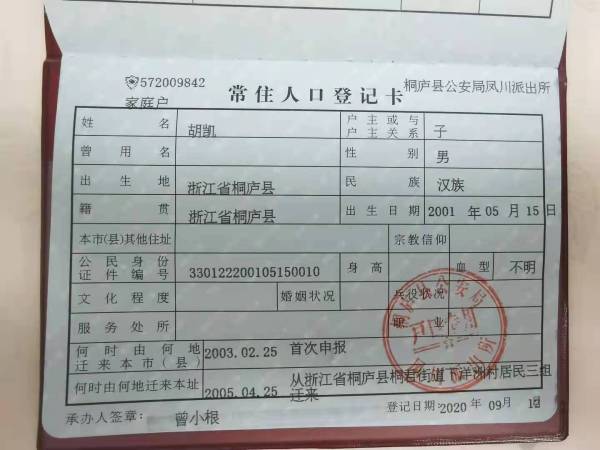 572009842
家庭户
常住人口登记卡
桐庐县公安局凤川派出所
姓名 胡凯 户主或与户主关系 子
曾用名 性别 男
出生地 浙江省桐庐县 民族 汉族
籍贯 浙江省桐庐县 出生日期 2001 年 05 月 15 日
本市(县)其他住址 宗教信仰
公民身份证件编号 330122200105150010 身高 血型 不明
文化程度 婚姻状况 兵役状况
服务处所 职业
何时由何地迁来本市(县) 2003.02.25 首次申报
何时由何地迁来本址 2005.04.25 从浙江省桐庐县桐君街道下洋洲村居民三组迁来
承办人签章: 曾小根 登记日期: 2020 年 09 月 12